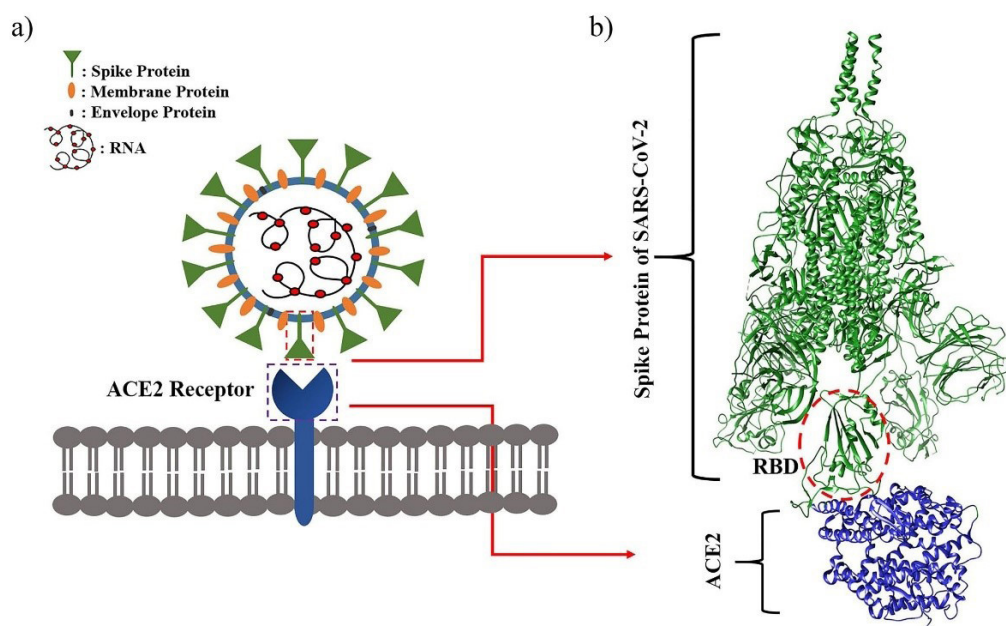 a)
: Spike Protein
: Membrane Protein
: Envelope Protein
: RNA
ACE2 Receptor
b)
Spike Protein of SARS-CoV-2
RBD
ACE2